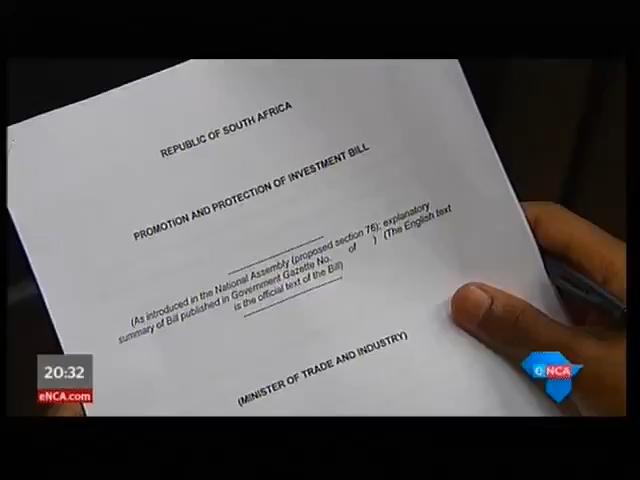 REPUBLIC OF SOUTH AFRICA
PROMOTION AND PROTECTION OF INVESTMENT BILL
(As introduced in the National Assembly (proposed section 76); explanatory
summary of Bill published in Government Gazette No. of ) (The English text
is the official text of the Bill)
(MINISTER OF TRADE AND INDUSTRY)
20:32
eNCA.com
eNCA